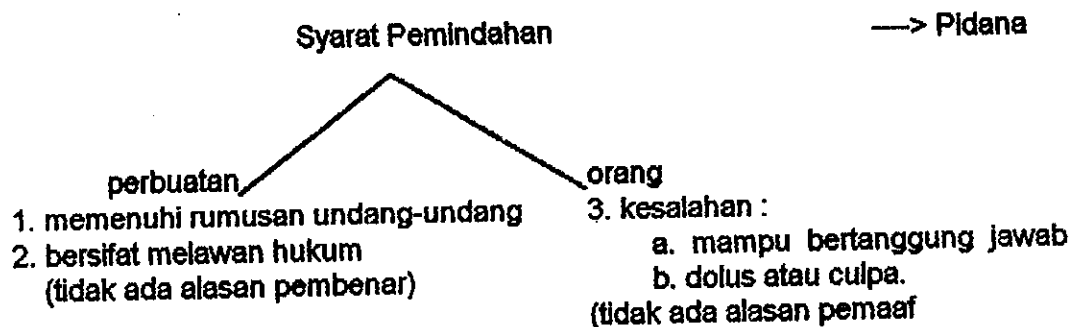 Syarat Pemindahan
—> Pidana
perbuatan
1. memenuhi rumusan undang-undang
2. bersifat melawan hukum
(tidak ada alasan pembenar)
orang
3. kesalahan :
a. mampu bertanggung jawab
b. dolus atau culpa.
(tidak ada alasan pemaaf